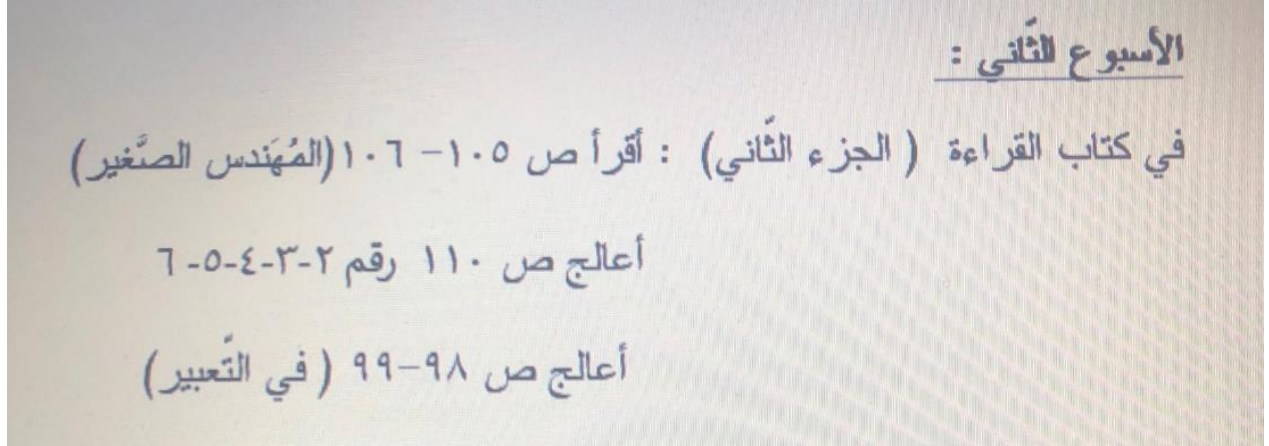 الأسبوع الثّاني :
في كتاب القراءة ( الجزء الثّاني) : أقرأ ص ١٠٥- ١٠٦ (المُهَندس الصَّغير)
أعالج ص ١١٠ رقم ٢-٣-٤-٥-٦
أعالج ص ٩٨-٩٩ ( في التّعبير)